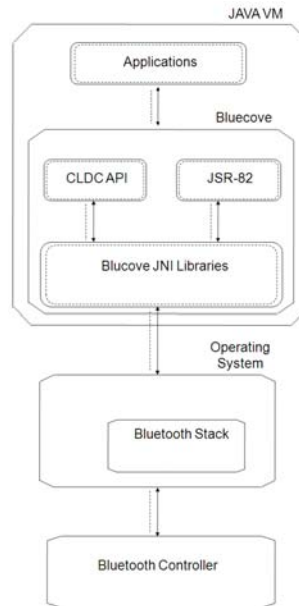 JAVA VM
Applications
Bluecove
CLDC API
JSR-82
Blucove JNI Libraries
Operating
System
Bluetooth Stack
Bluetooth Controller